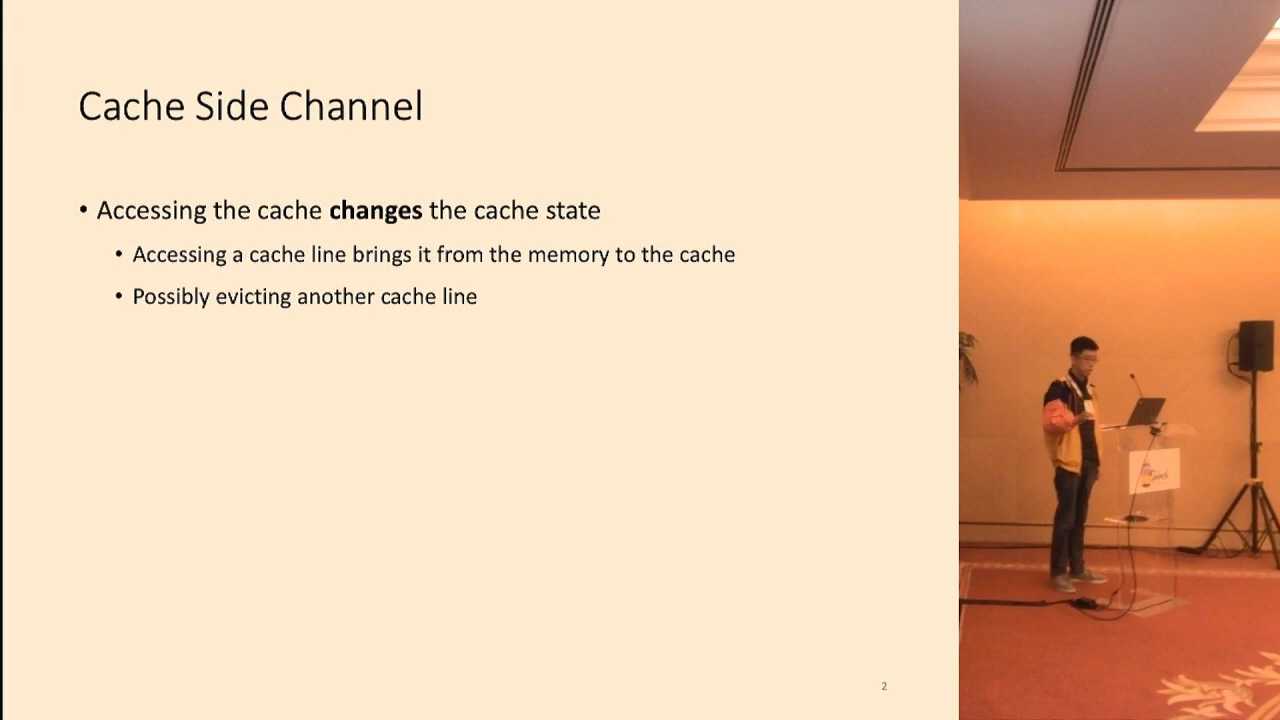 Cache Side Channel
• Accessing the cache changes the cache state
• Accessing a cache line brings it from the memory to the cache
• Possibly evicting another cache line
2